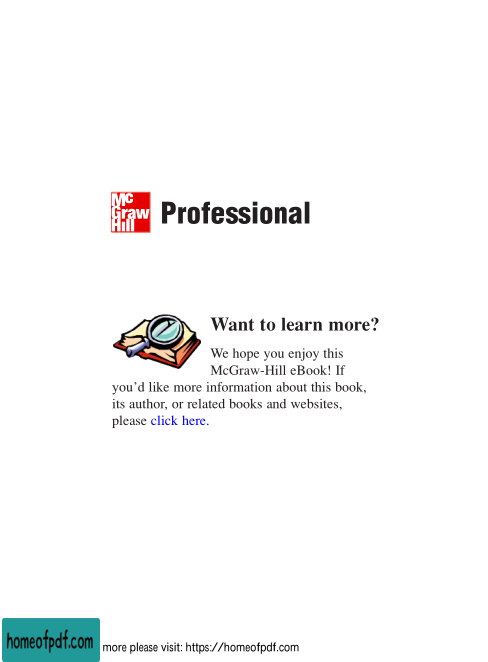 Mc
Graw
Hill
Professional
Want to learn more?
We hope you enjoy this
McGraw-Hill eBook! If
you’d like more information about this book,
its author, or related books and websites,
please click here.
homeofpdf.com
more please visit: https://homeofpdf.com